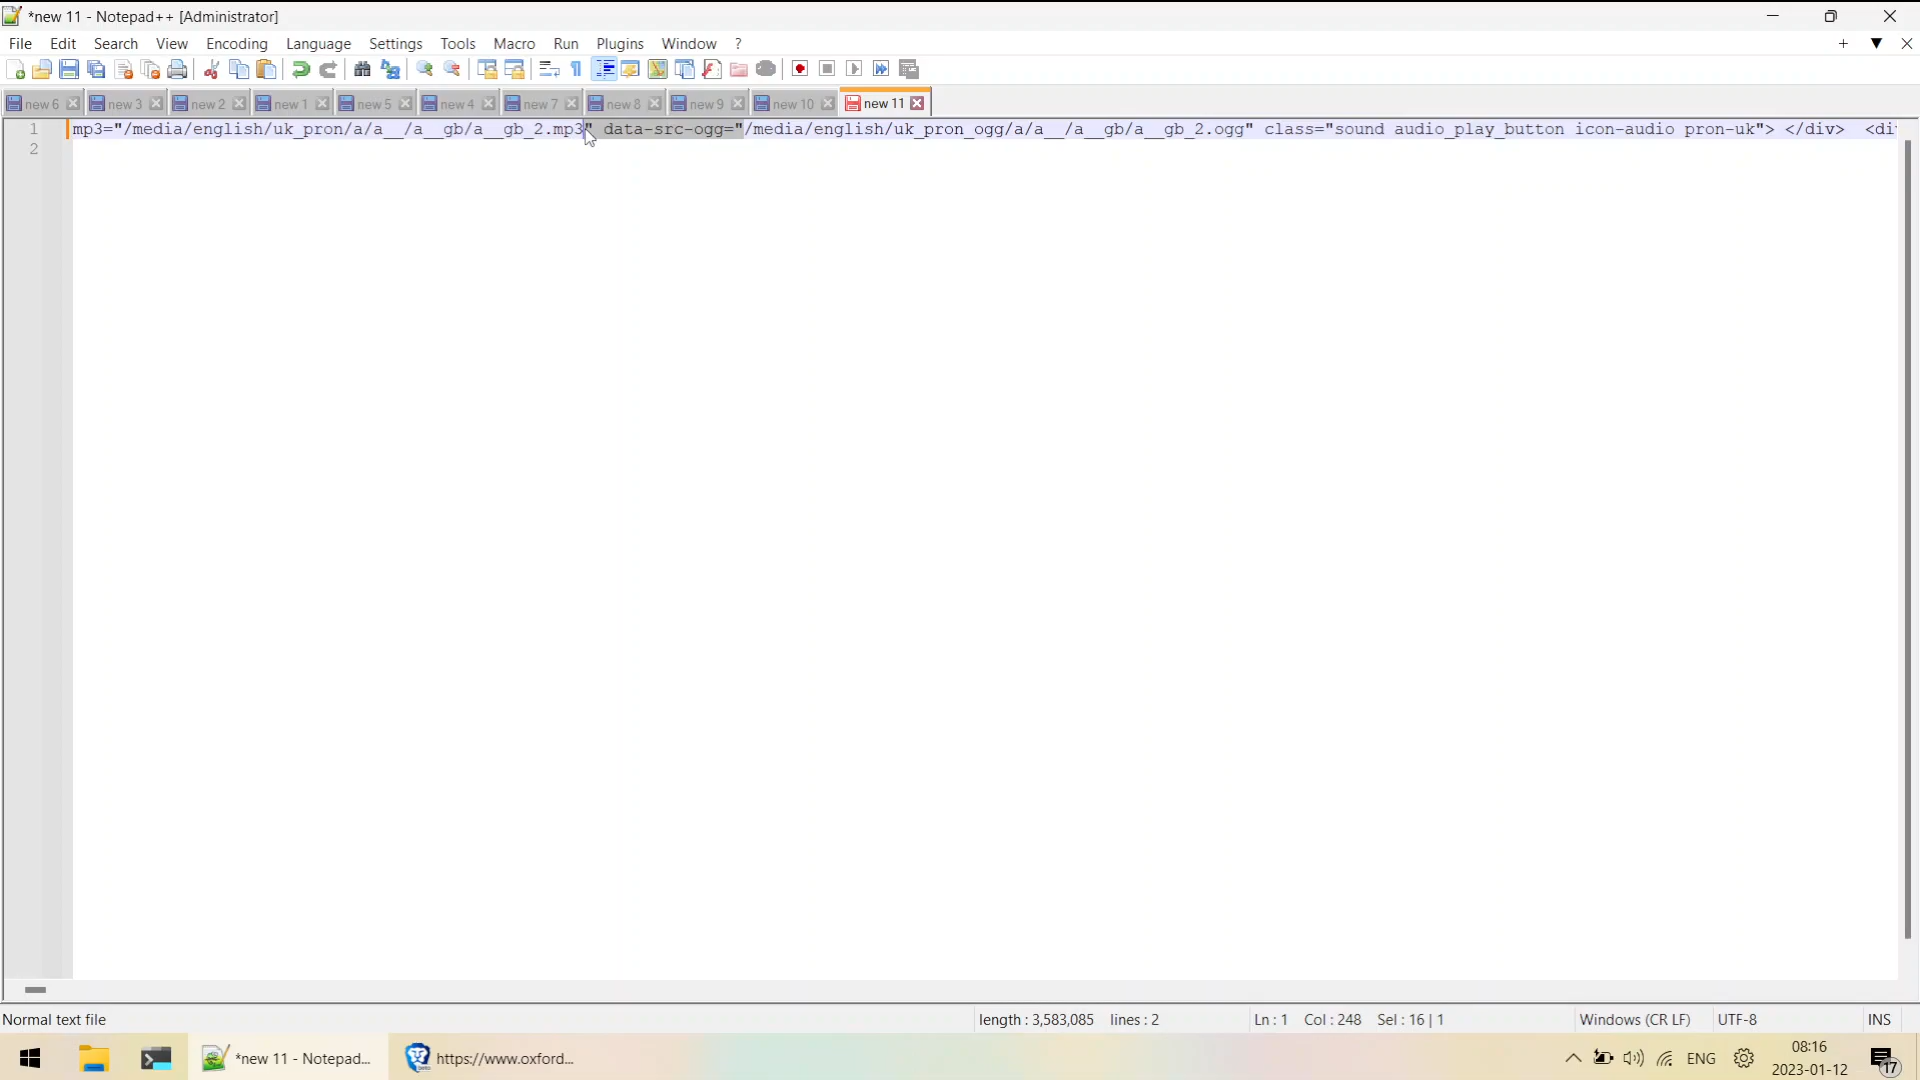 *new 11 - Notepad++ [Administrator]
File Edit Search View Encoding Language Settings Tools Macro Run Plugins Window ?
new 6 new 3 new 2 new 1 new 5 new 4 new 7 new 8 new 9 new 10 new 11
1 mp3="/media/english/uk_pron/a/a__/a__gb/a__gb_2.mp3" data-src-ogg="/media/english/uk_pron_ogg/a/a__/a__gb/a__gb_2.ogg" class="sound audio_play_button icon-audio pron-uk"> </div>  <di
2
Normal text file length : 3,583,085 lines : 2 Ln : 1 Col : 248 Sel : 16 | 1 Windows (CR LF) UTF-8 INS
*new 11 - Notepad... https://www.oxford... ENG 08:16
2023-01-12 17